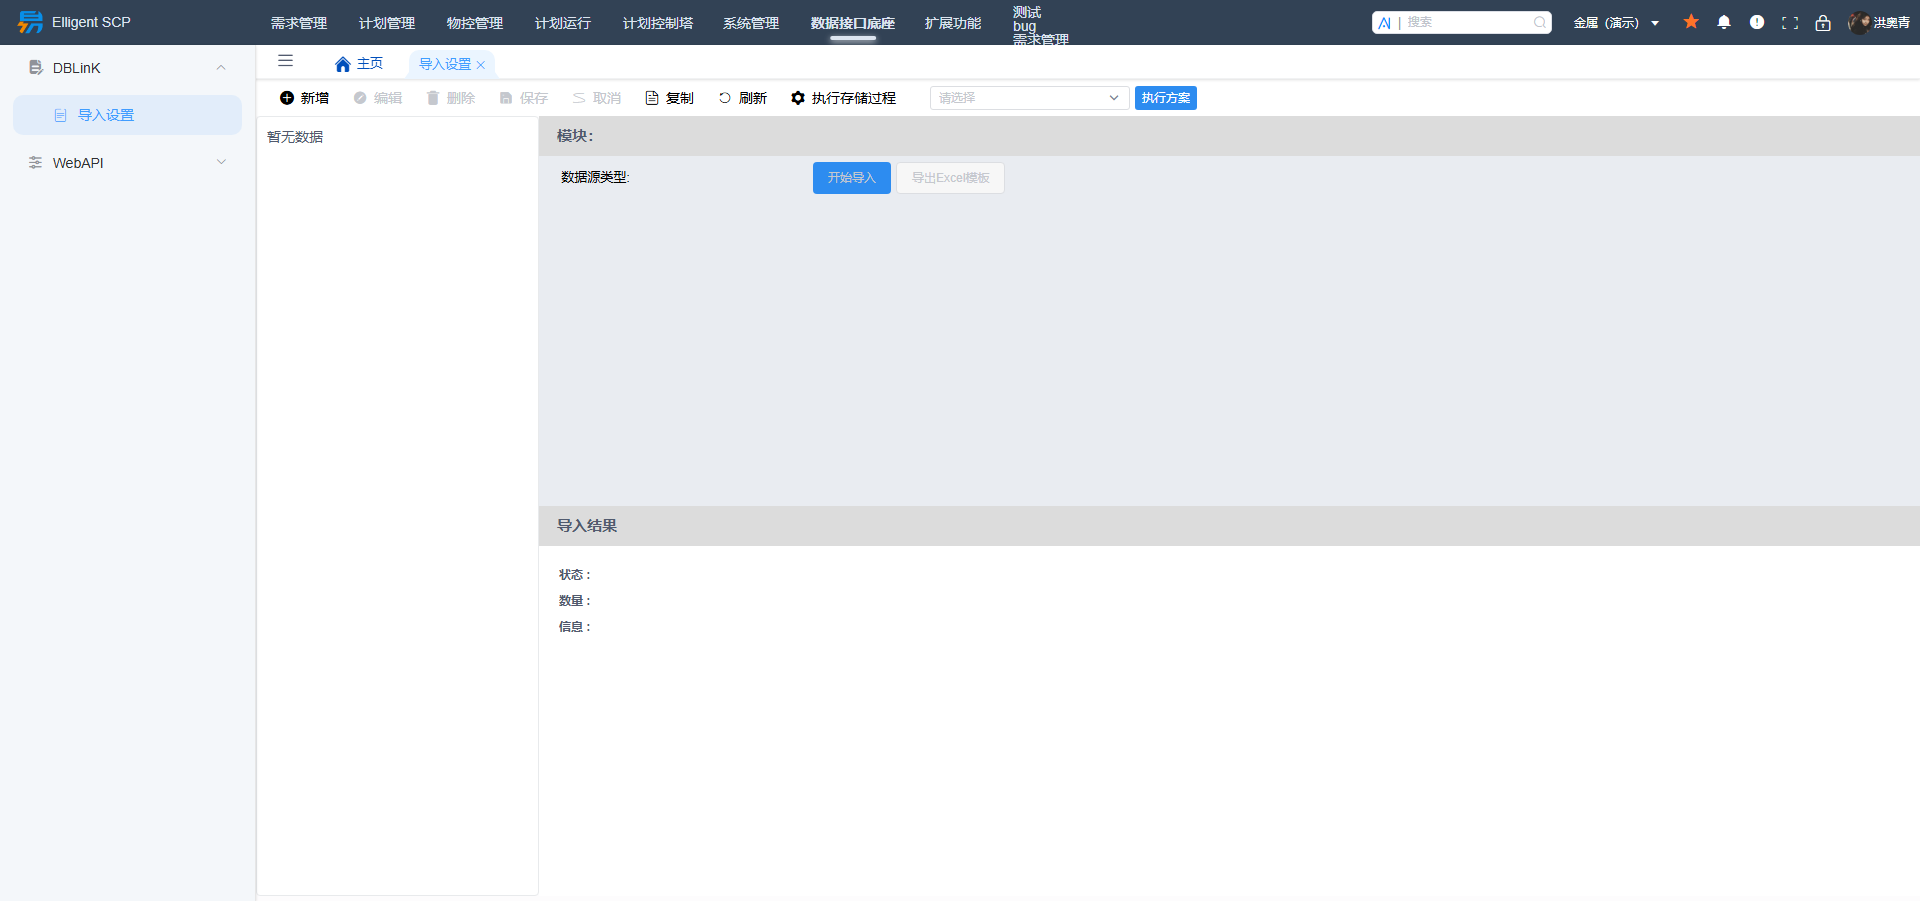 Elligent SCP
需求管理
计划管理
物控管理
计划运行
计划控制塔
系统管理
数据接口底座
扩展功能
测试
bug
需求管理
AI | 搜索
金属（演示）
洪奥青
DBLinK
导入设置
WebAPI
主页
导入设置
新增
编辑
删除
保存
取消
复制
刷新
执行存储过程
请选择
执行方案
暂无数据
模块：
数据源类型:
开始导入
导出Excel模板
导入结果
状态：
数量：
信息：